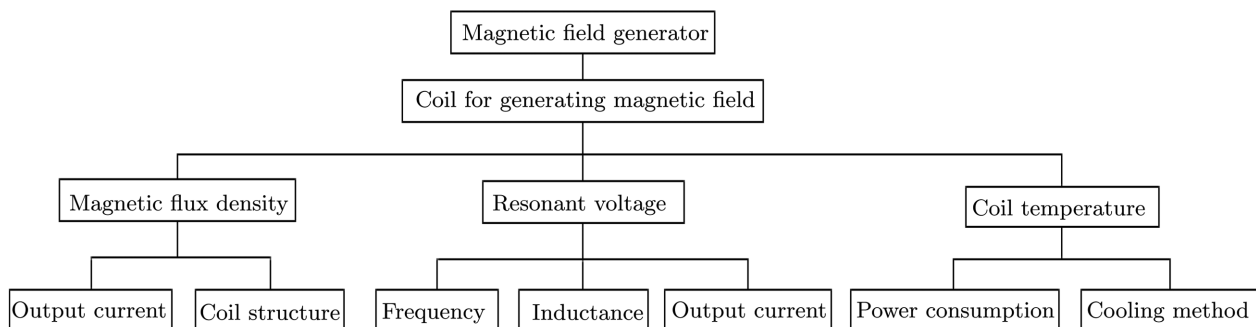 Magnetic field generator
Coil for generating magnetic field
Magnetic flux density
Resonant voltage
Coil temperature
Output current
Coil structure
Frequency
Inductance
Output current
Power consumption
Cooling method